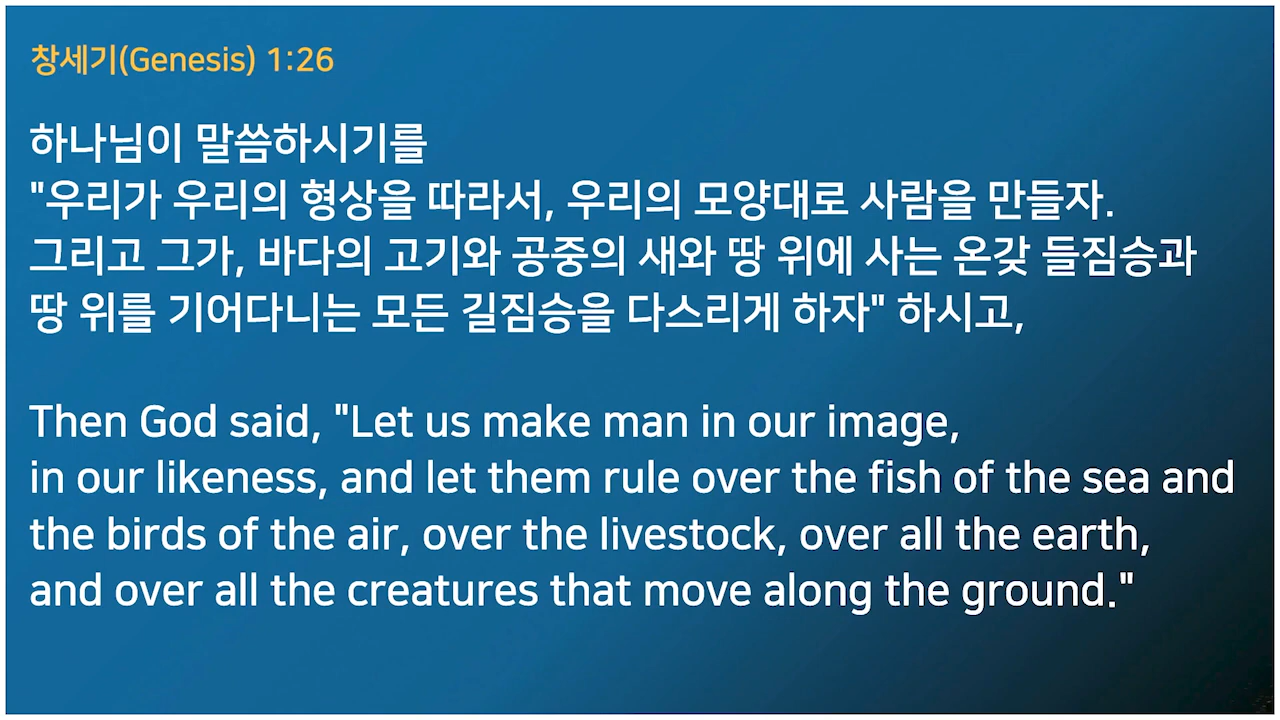 창세기(Genesis) 1:26
하나님이 말씀하시기를
"우리가 우리의 형상을 따라서, 우리의 모양대로 사람을 만들자.
그리고 그가, 바다의 고기와 공중의 새와 땅 위에 사는 온갖 들짐승과
땅 위를 기어다니는 모든 길짐승을 다스리게 하자" 하시고,
Then God said, "Let us make man in our image,
in our likeness, and let them rule over the fish of the sea and
the birds of the air, over the livestock, over all the earth,
and over all the creatures that move along the ground."